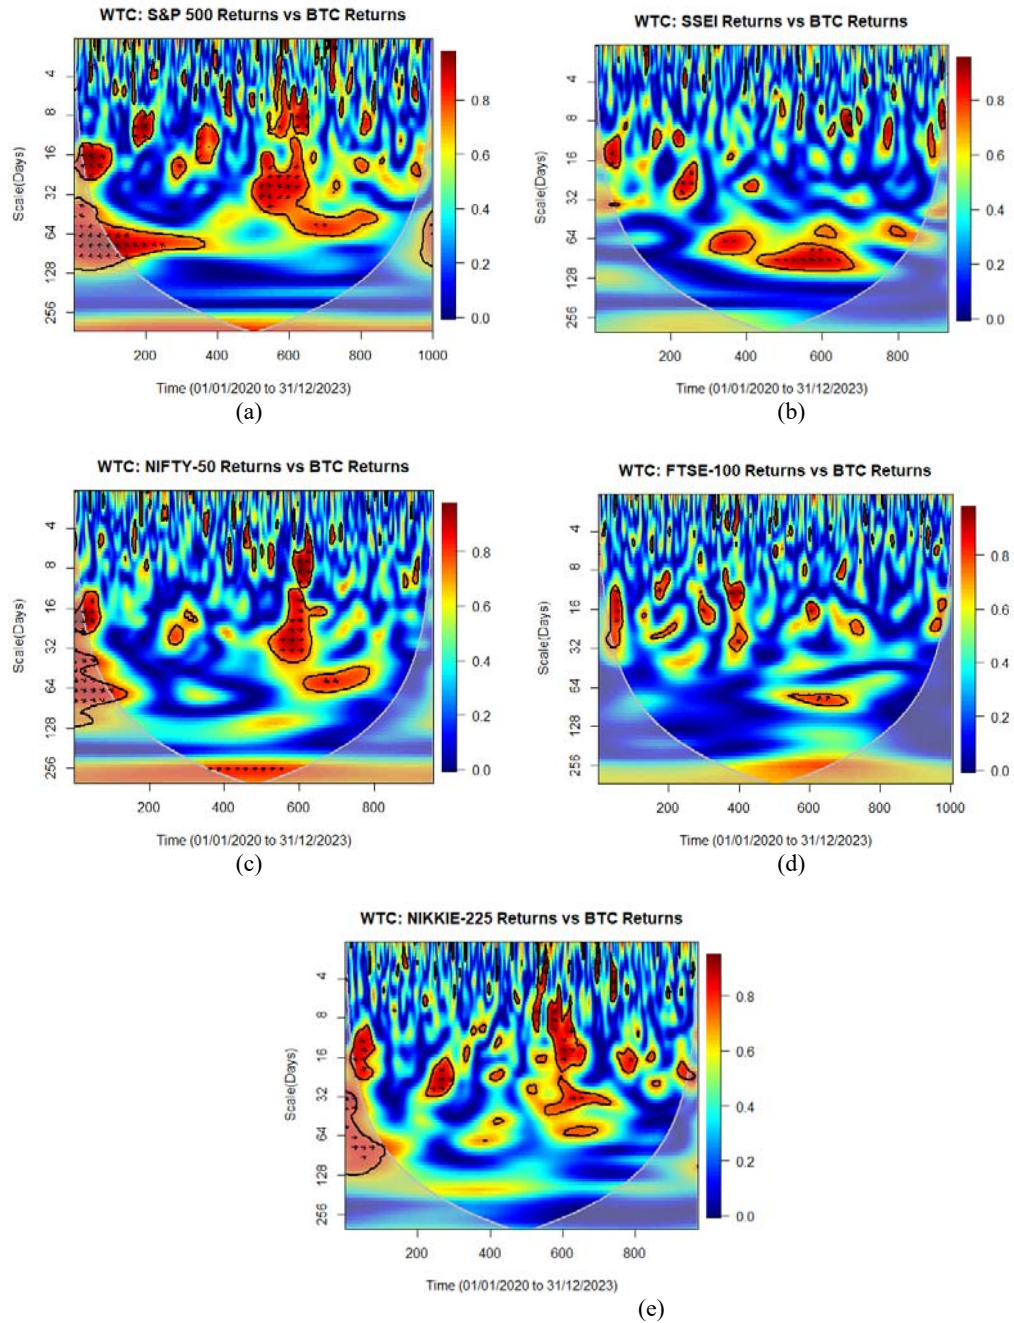 WTC: S&P 500 Returns vs BTC Returns
Scale(Days)
4
8
16
32
64
128
256
200 400 600 800 1000
0.8
0.6
0.4
0.2
0.0
Time (01/01/2020 to 31/12/2023)
(a)
WTC: SSEI Returns vs BTC Returns
Scale(Days)
4
8
16
32
64
128
256
200 400 600 800
0.8
0.6
0.4
0.2
0.0
Time (01/01/2020 to 31/12/2023)
(b)
WTC: NIFTY-50 Returns vs BTC Returns
Scale(Days)
4
8
16
32
64
128
256
200 400 600 800
0.8
0.6
0.4
0.2
0.0
Time (01/01/2020 to 31/12/2023)
(c)
WTC: FTSE-100 Returns vs BTC Returns
Scale(Days)
4
8
16
32
64
128
256
200 400 600 800 1000
0.8
0.6
0.4
0.2
0.0
Time (01/01/2020 to 31/12/2023)
(d)
WTC: NIKKIE-225 Returns vs BTC Returns
Scale(Days)
4
8
16
32
64
128
256
200 400 600 800
0.8
0.6
0.4
0.2
0.0
Time (01/01/2020 to 31/12/2023)
(e)